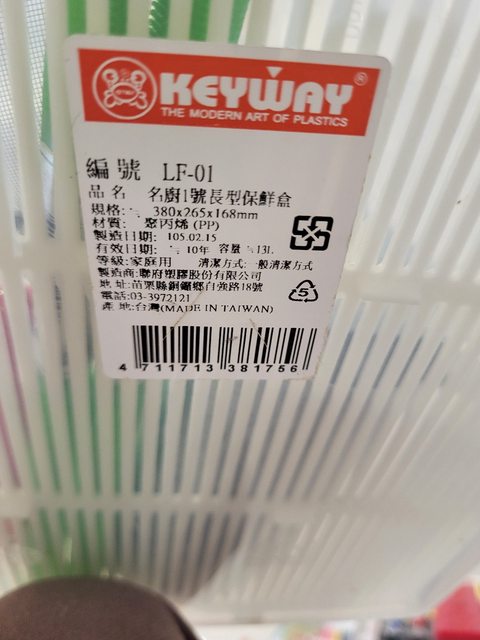 KEYWAY®
THE MODERN ART OF PLASTICS
編號 LF-01
品名 名廚1號長型保鮮盒
規格: 380x265x168mm
材質: 聚丙烯 (PP)
製造日期: 105.02.15
有效日期: 10年 容量 13L
等級:家庭用 清潔方式:一般清潔方式
製造商:聯府塑膠股份有限公司
地址:苗栗縣銅鑼鄉自強路18號
電話:03-3972121
產地:台灣(MADE IN TAIWAN)
5
4 711713 381756